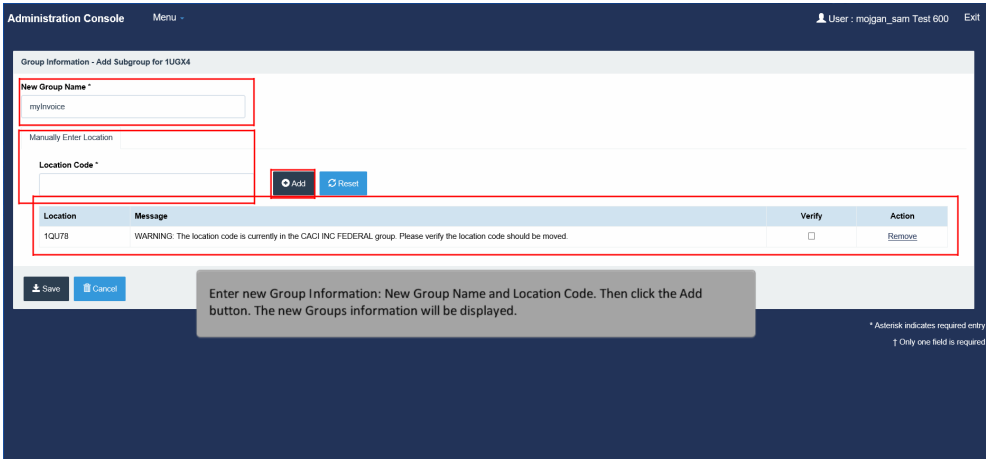 Administration Console Menu User : mojgan_sam Test 600 Exit
Group Information - Add Subgroup for 1UGX4
New Group Name *
myInvoice
Manually Enter Location
Location Code *
Add Reset
Location Message Verify Action
1QU78 WARNING: The location code is currently in the CACI INC FEDERAL group. Please verify the location code should be moved. Remove
Save Cancel
Enter new Group Information: New Group Name and Location Code. Then click the Add
button. The new Groups information will be displayed.
* Asterisk indicates required entry
† Only one field is required